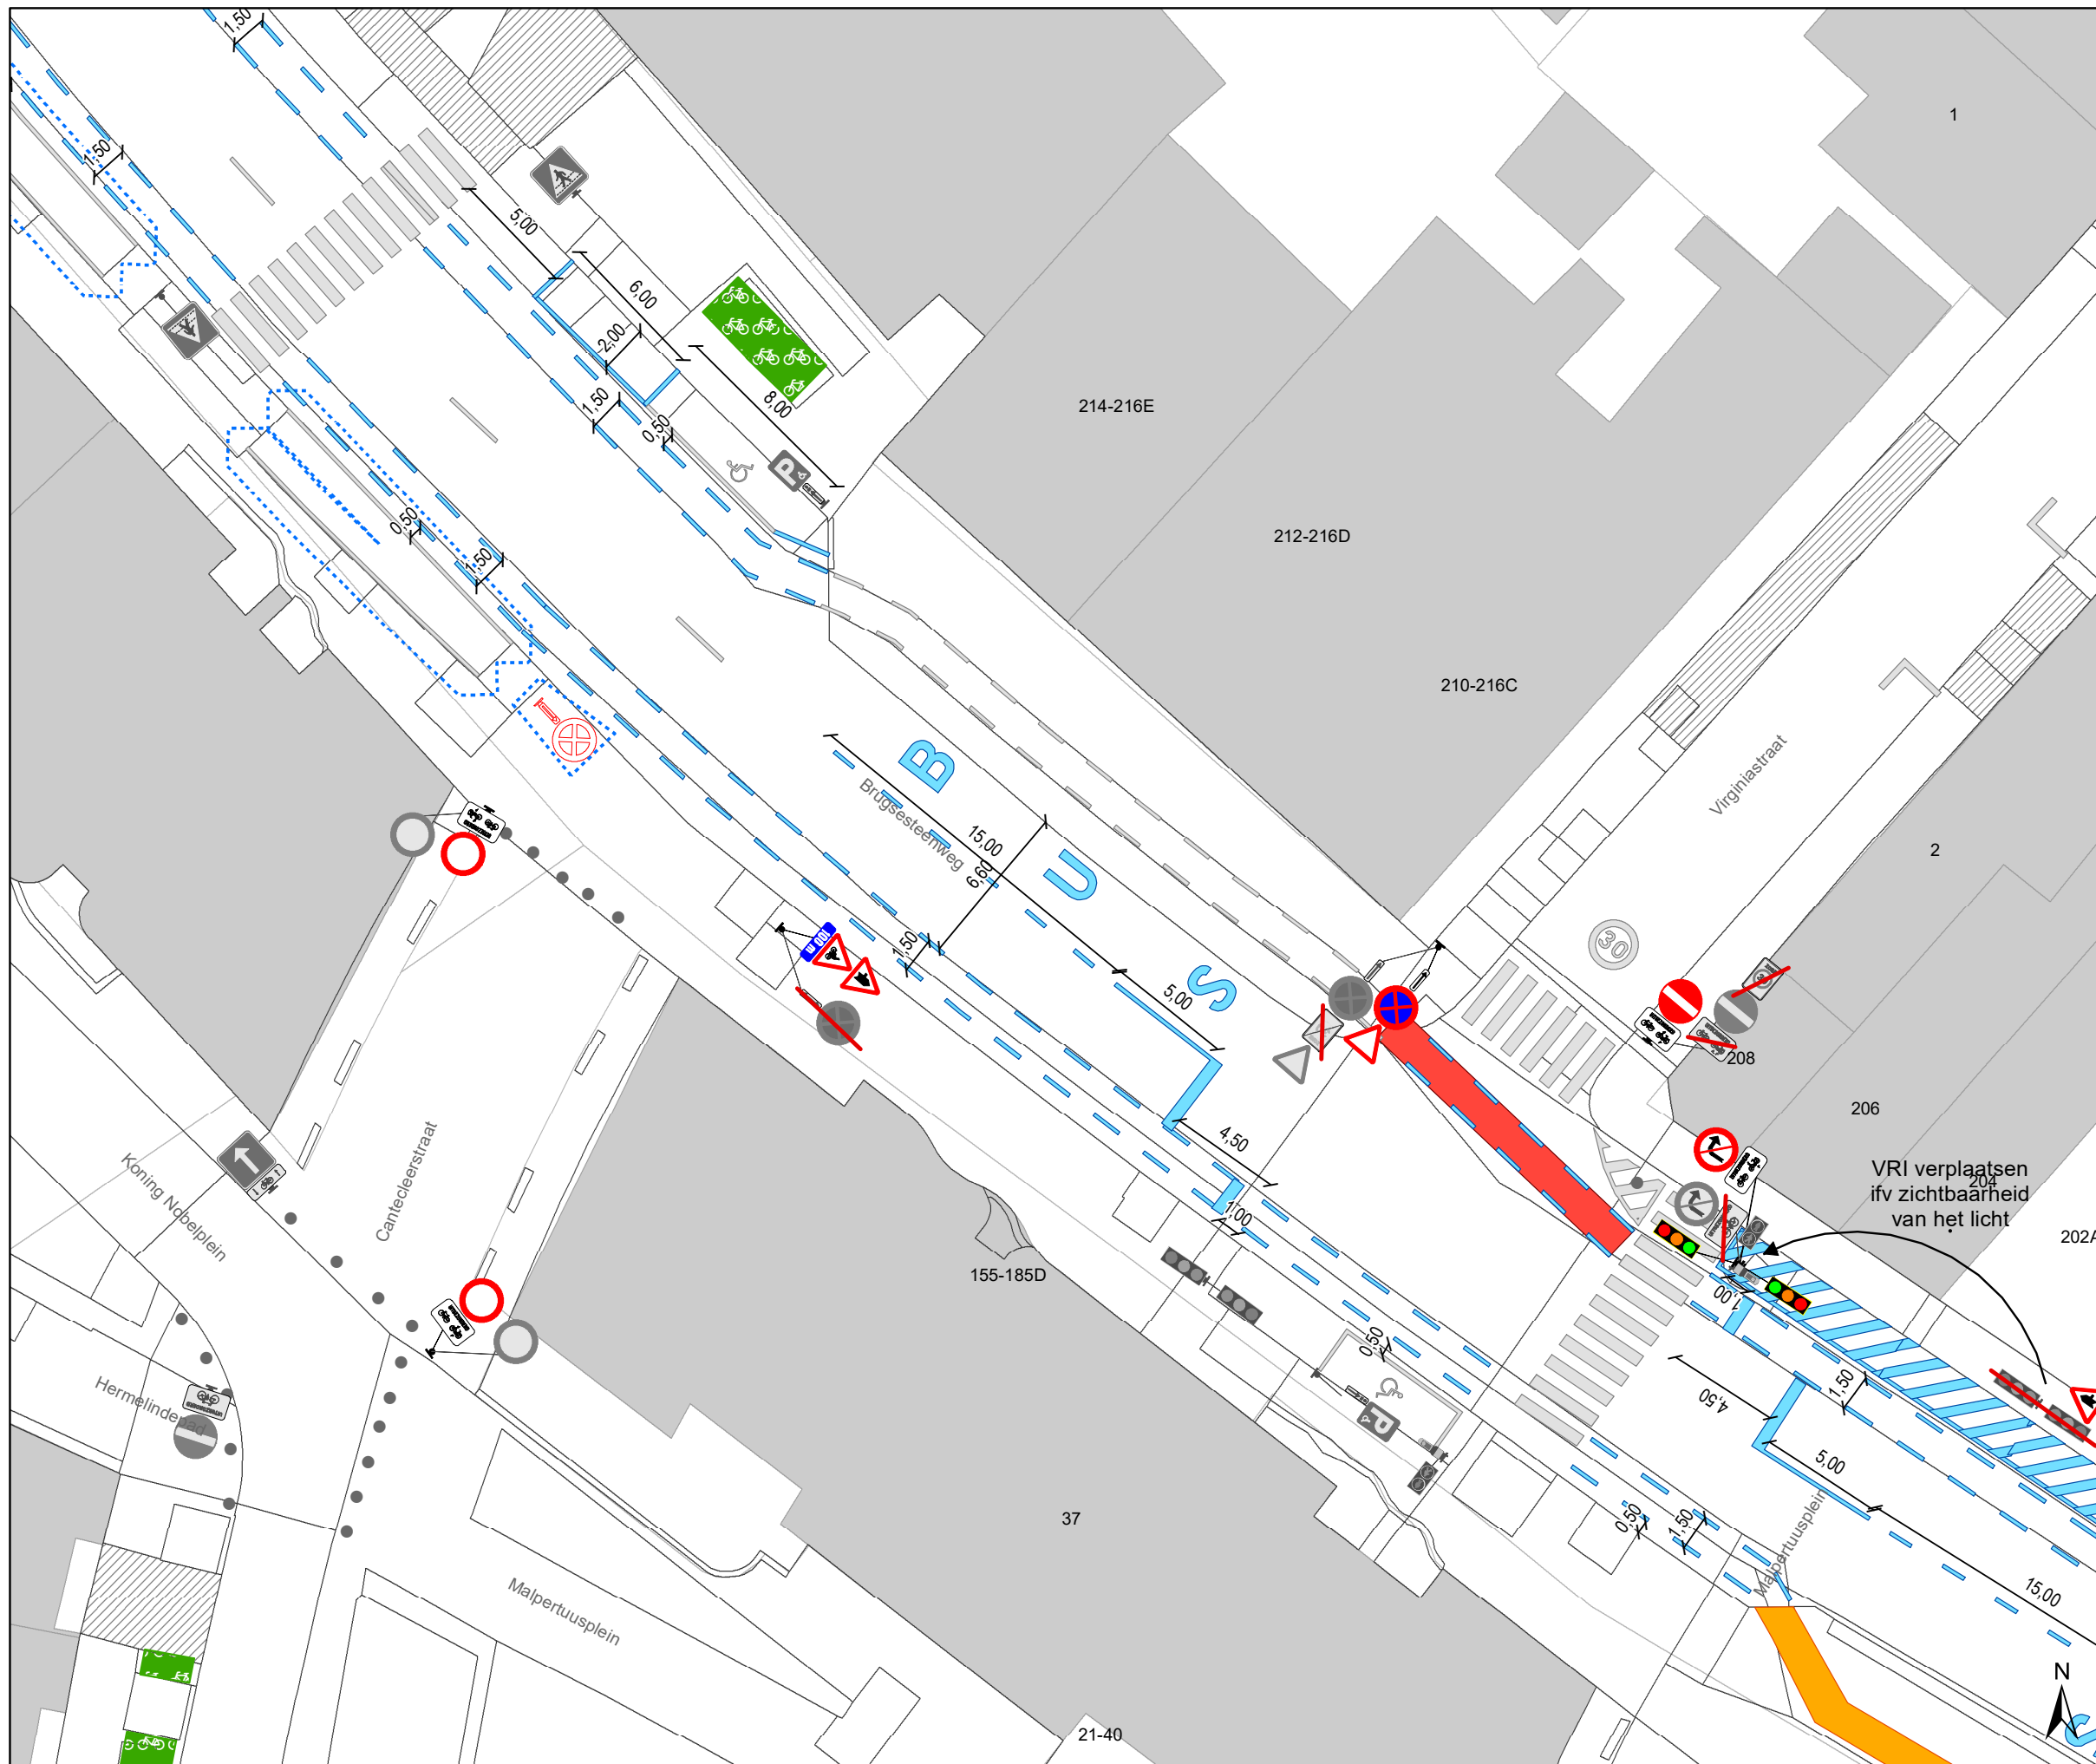 1,50
1,50
1
5,00
6,00
2,00
8,00
1,50
0,50
P
214-216E
0,50
1,50
212-216D
210-216C
Virginiastraat
2
BUS
Brugsesteenweg
15,00
6,60
1,50
100 m
5,00
30
208
206
204
202A
VRI verplaatsen
ifv zichtbaarheid
van het licht
4,50
1,00
1,00
Koning Nobelplein
Cantecleerstraat
155-185D
0,50
P
4,50
1,50
5,00
Hermelindepad
37
0,50
1,50
Malpertuusplein
15,00
Malpertuusplein
N
21-40